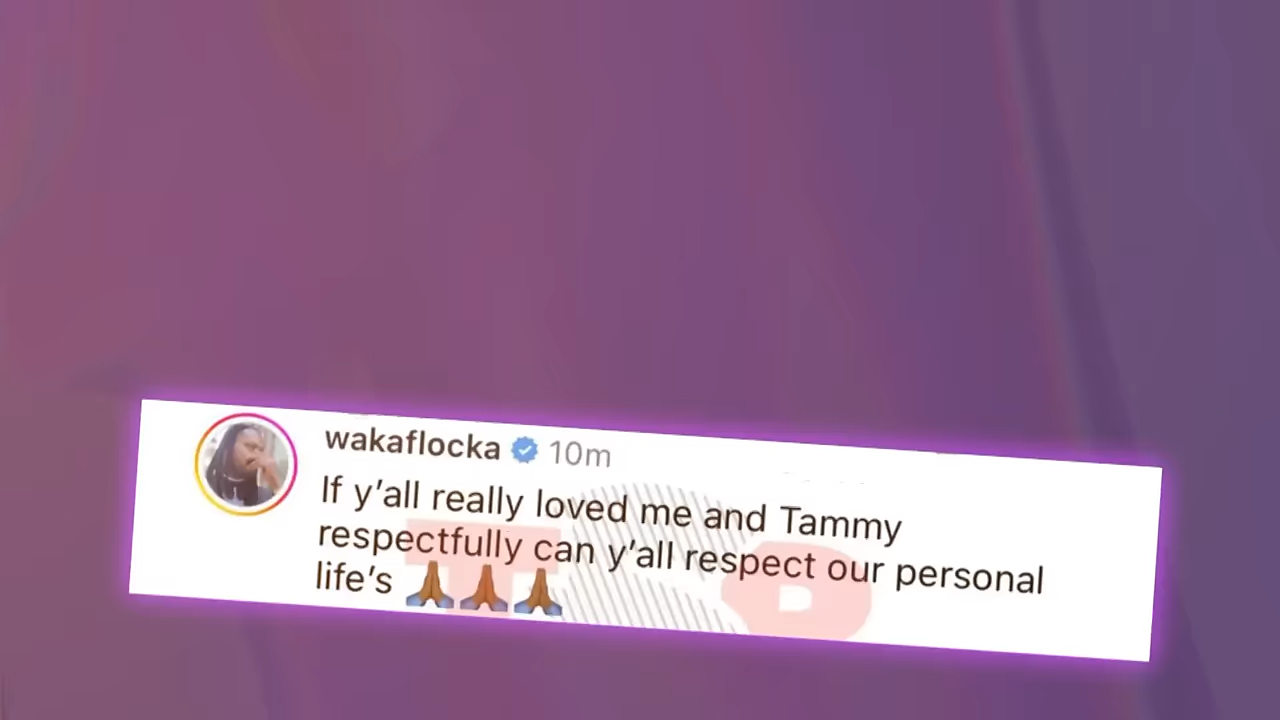 wakaflocka 10m
If y'all really loved me and Tammy
respectfully can y'all respect our personal
life's 🙏🏾🙏🏾🙏🏾